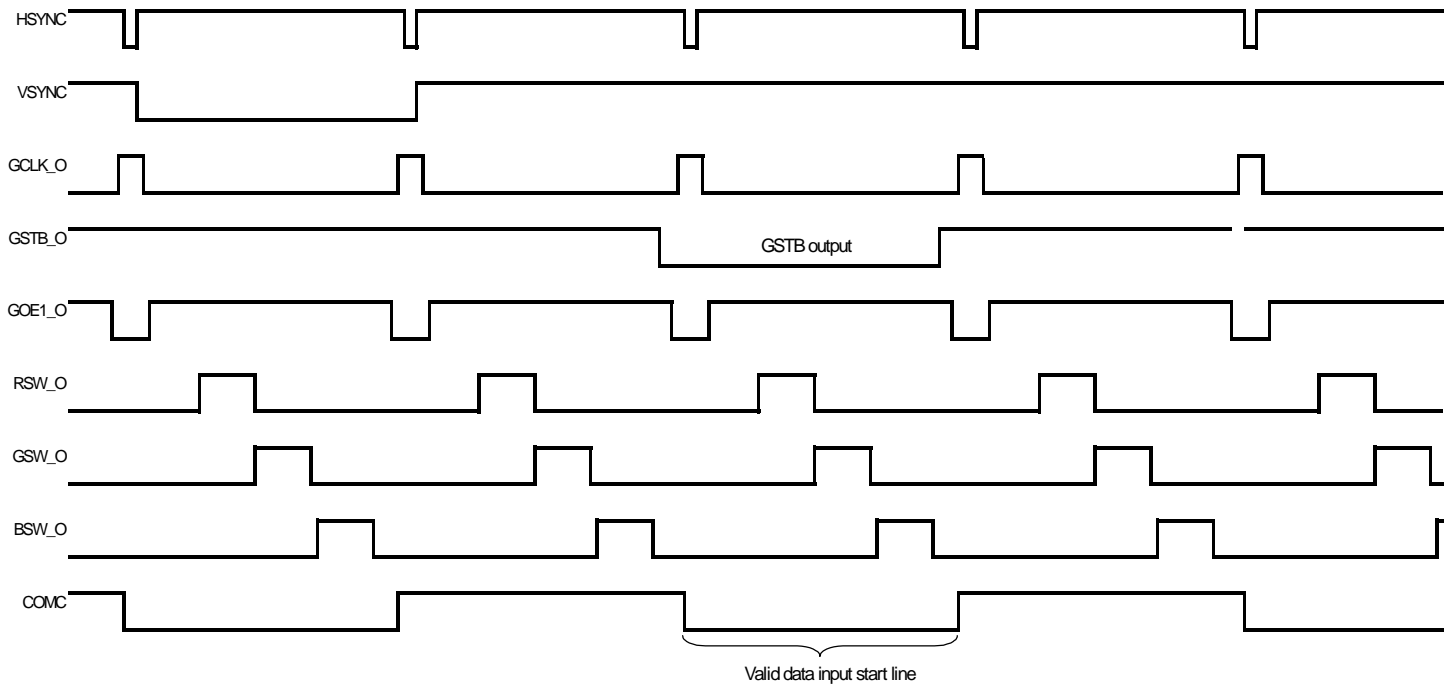 HSYNC
VSYNC
GCLK_O
GSTB_O
GSTB output
GOE1_O
RSW_O
GSW_O
BSW_O
COMC
Valid data input start line